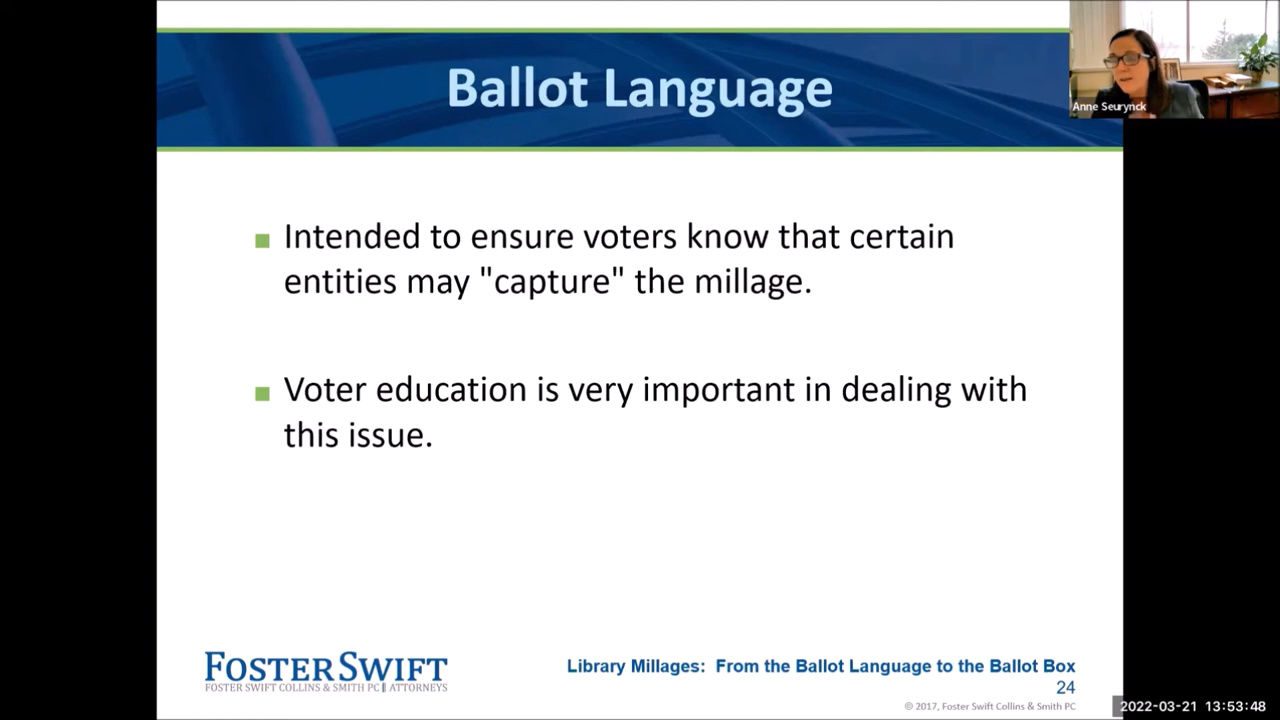 Ballot Language
Anne Seurynck
Intended to ensure voters know that certain
entities may "capture" the millage.
Voter education is very important in dealing with
this issue.
FOSTER SWIFT
FOSTER SWIFT COLLINS & SMITH PC || ATTORNEYS
Library Millages: From the Ballot Language to the Ballot Box
24
© 2017, Foster Swift Collins & Smith PC
2022-03-21 13:53:48